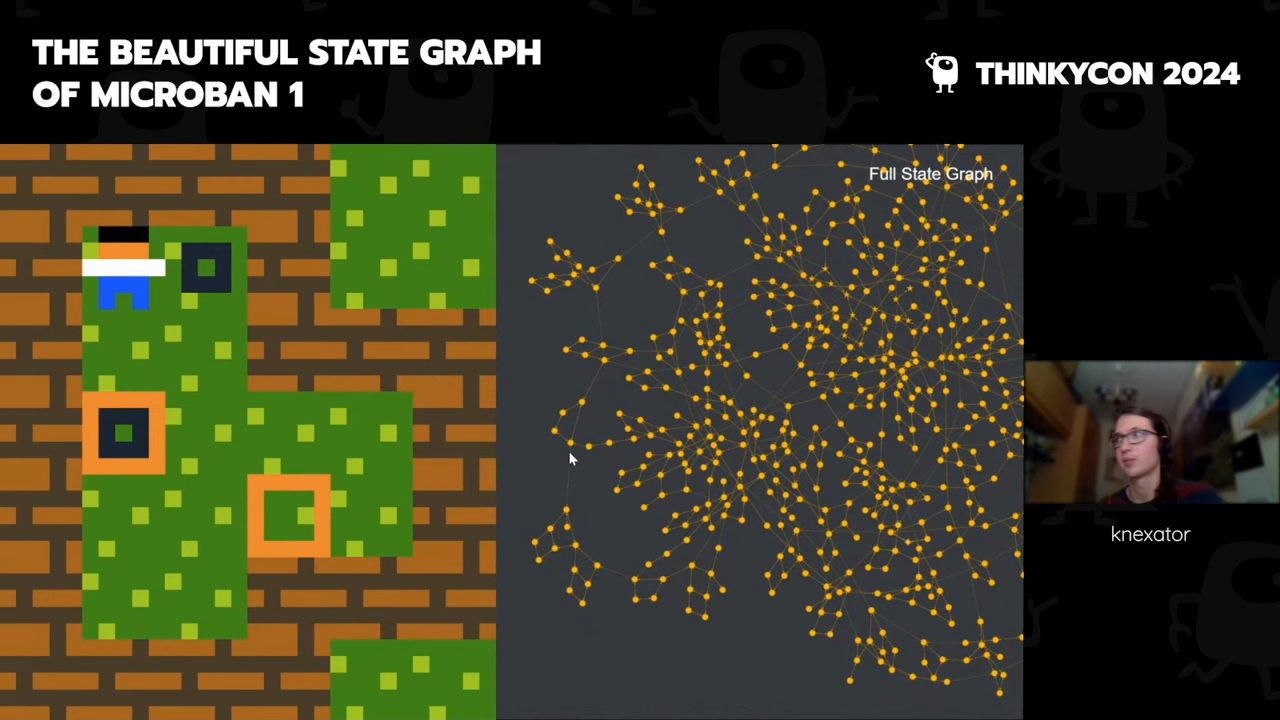 THE BEAUTIFUL STATE GRAPH
OF MICROBAN 1
THINKYCON 2024
Full State Graph
knexator